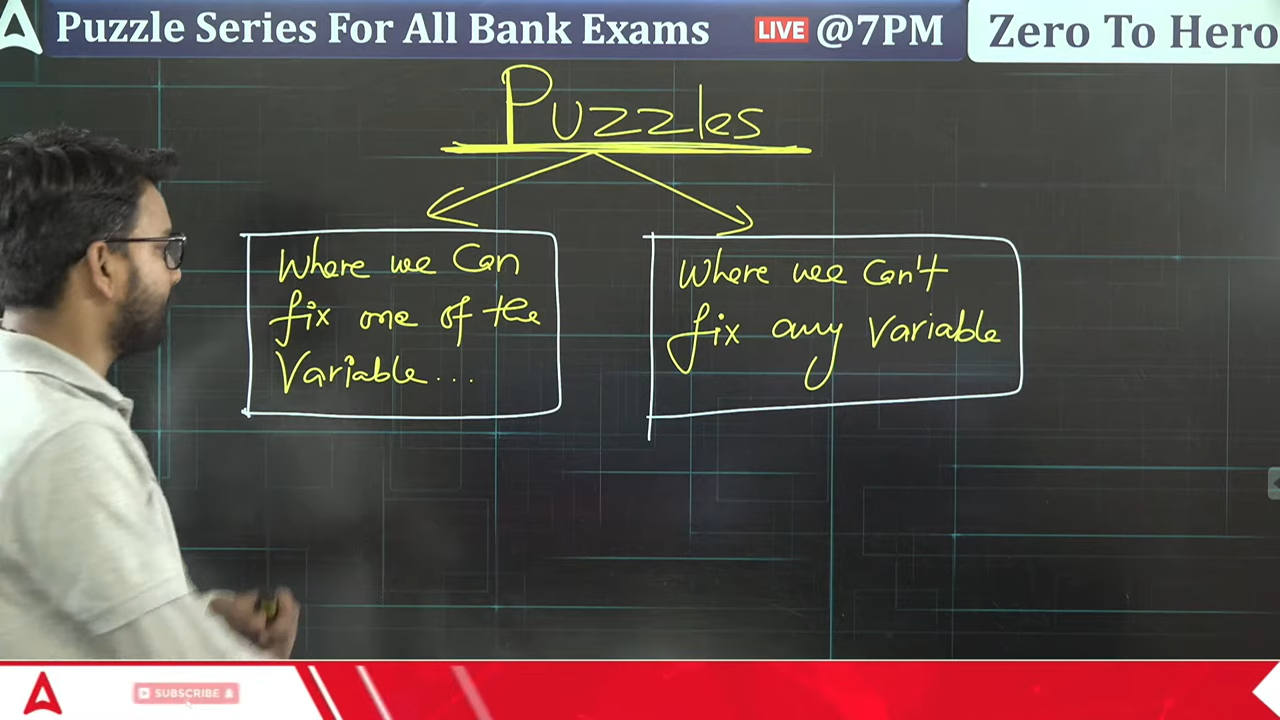 Puzzle Series For All Bank Exams LIVE @7PM Zero To Hero
Puzzles
Where we Can
fix one of the
Variable...
Where we Can't
fix any Variable
SUBSCRIBE